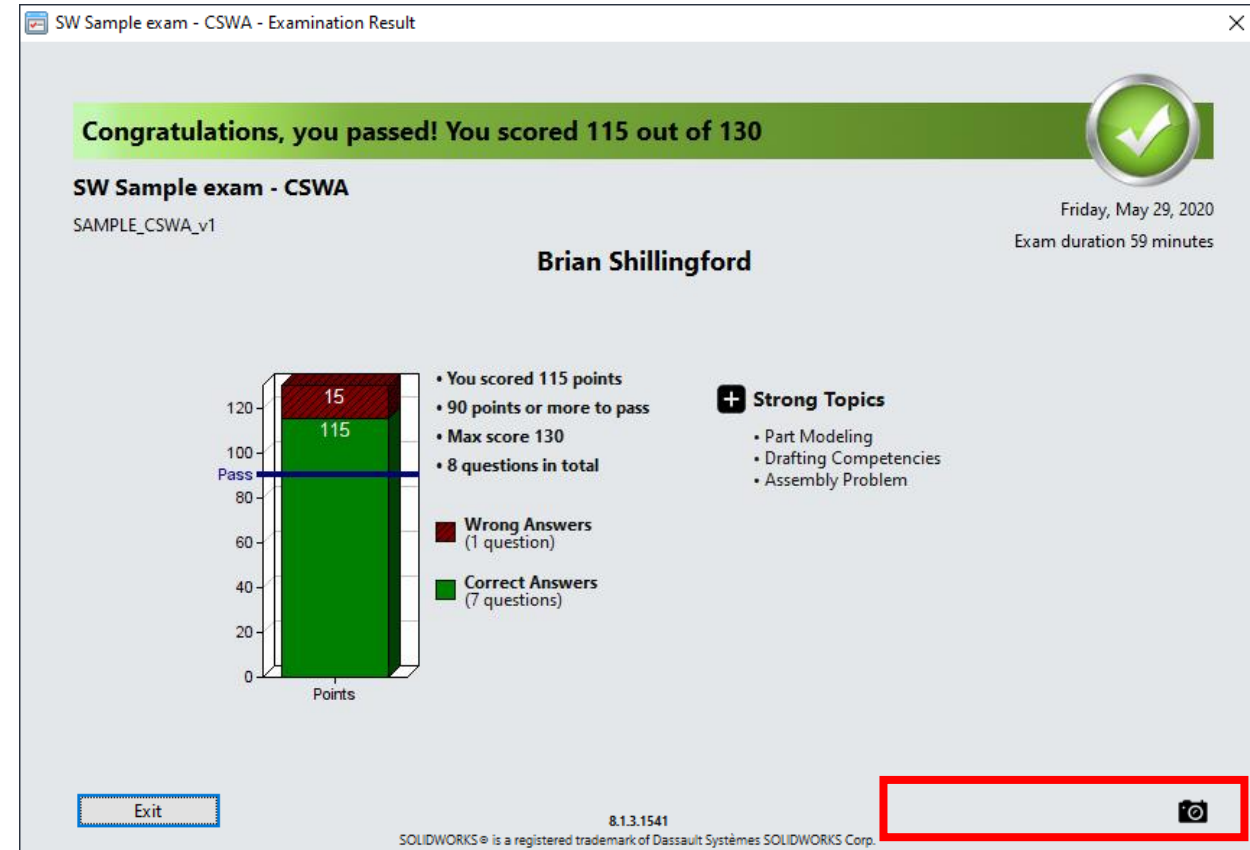 SW Sample exam - CSWA - Examination Result
Congratulations, you passed! You scored 115 out of 130
SW Sample exam - CSWA
SAMPLE_CSWA_v1
Friday, May 29, 2020
Exam duration 59 minutes
Brian Shillingford
120
100
Pass
80
60
40
20
0
15
115
Points
• You scored 115 points
• 90 points or more to pass
• Max score 130
• 8 questions in total
Wrong Answers
(1 question)
Correct Answers
(7 questions)
Strong Topics
• Part Modeling
• Drafting Competencies
• Assembly Problem
Exit
8.1.3.1541
SOLIDWORKS® is a registered trademark of Dassault Systèmes SOLIDWORKS Corp.